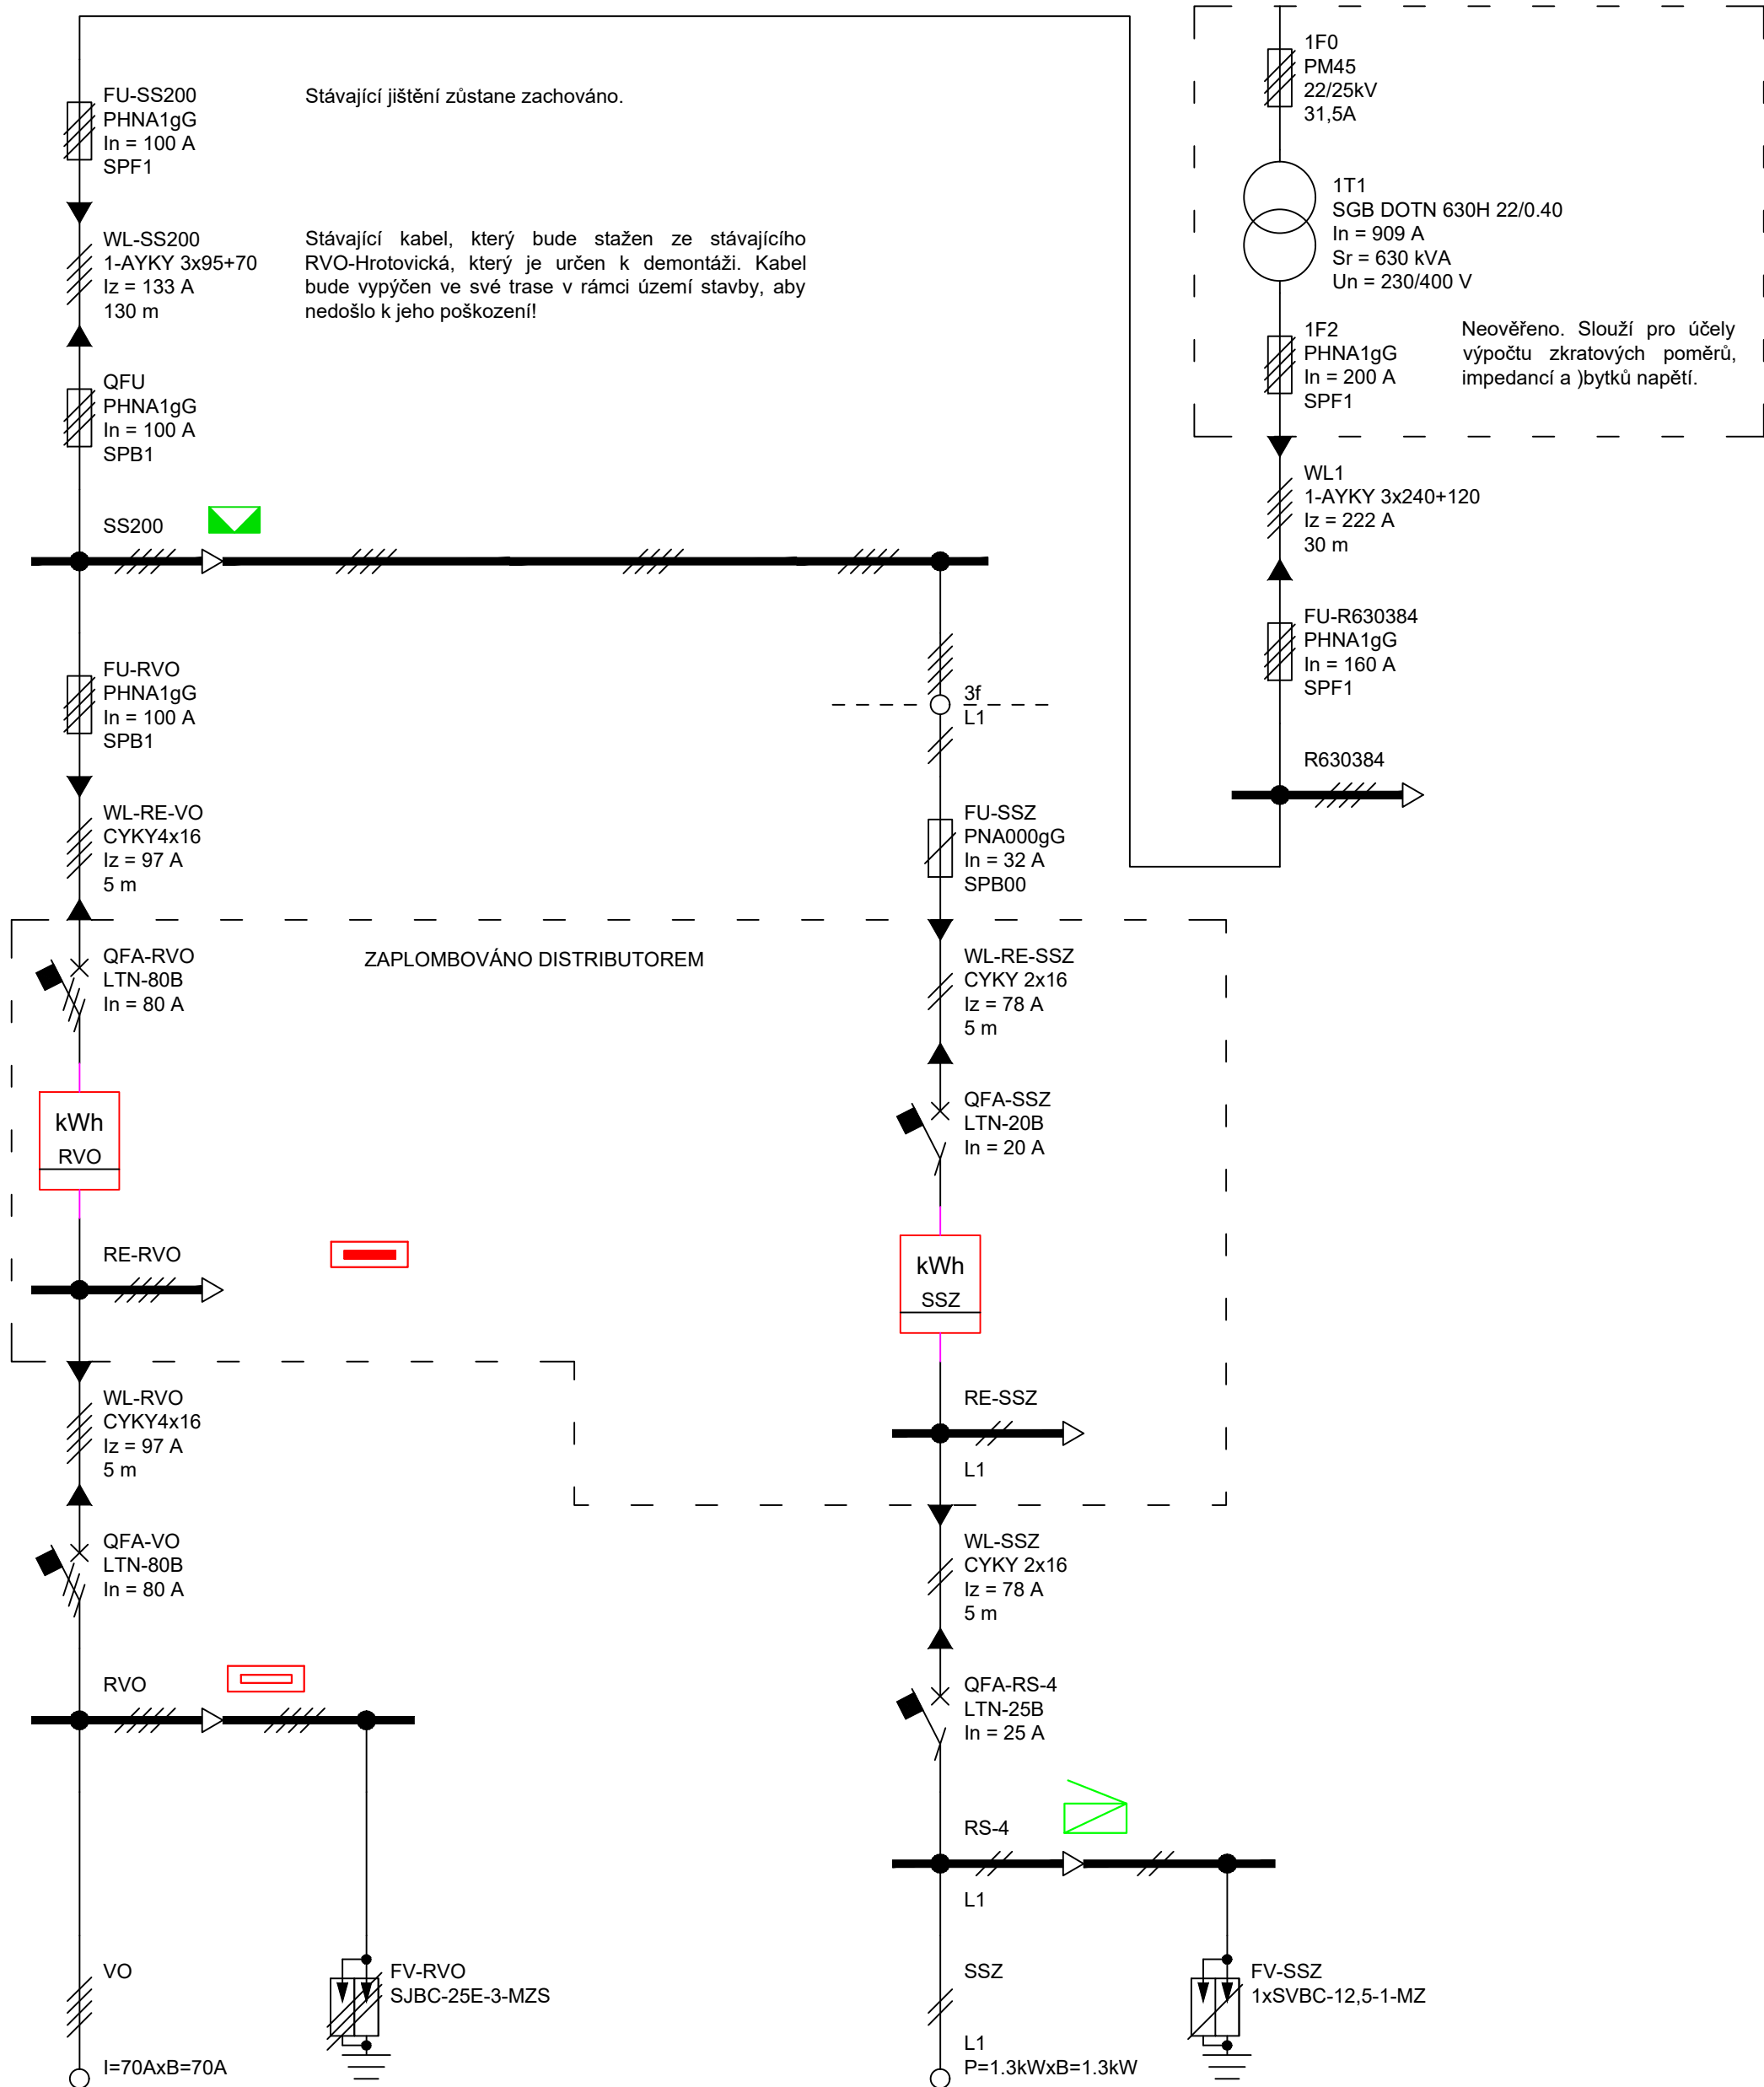 FU-SS200
PHNA1gG
In = 100 A
SPF1
Stávající jištění zůstane zachováno.
WL-SS200
1-AYKY 3x95+70
Iz = 133 A
130 m
Stávající kabel, který bude stažen ze stávajícího
RVO-Hrotovická, který je určen k demontáži. Kabel
bude vypýčen ve své trase v rámci území stavby, aby
nedošlo k jeho poškození!
QFU
PHNA1gG
In = 100 A
SPB1
SS200
1F0
PM45
22/25kV
31,5A
1T1
SGB DOTN 630H 22/0.40
In = 909 A
Sr = 630 kVA
Un = 230/400 V
1F2
PHNA1gG
In = 200 A
SPF1
Neověřeno. Slouží pro účely
výpočtu zkratových poměrů,
impedancí a )bytků napětí.
WL1
1-AYKY 3x240+120
Iz = 222 A
30 m
FU-R630384
PHNA1gG
In = 160 A
SPF1
R630384
FU-RVO
PHNA1gG
In = 100 A
SPB1
3f
L1
WL-RE-VO
CYKY4x16
Iz = 97 A
5 m
FU-SSZ
PNA000gG
In = 32 A
SPB00
QFA-RVO
LTN-80B
In = 80 A
ZAPLOMBOVÁNO DISTRIBUTOREM
WL-RE-SSZ
CYKY 2x16
Iz = 78 A
5 m
kWh
RVO
QFA-SSZ
LTN-20B
In = 20 A
RE-RVO
kWh
SSZ
WL-RVO
CYKY4x16
Iz = 97 A
5 m
RE-SSZ
L1
QFA-VO
LTN-80B
In = 80 A
WL-SSZ
CYKY 2x16
Iz = 78 A
5 m
RVO
QFA-RS-4
LTN-25B
In = 25 A
RS-4
L1
VO
I=70AxB=70A
FV-RVO
SJBC-25E-3-MZS
SSZ
L1
P=1.3kWxB=1.3kW
FV-SSZ
1xSVBC-12,5-1-MZ